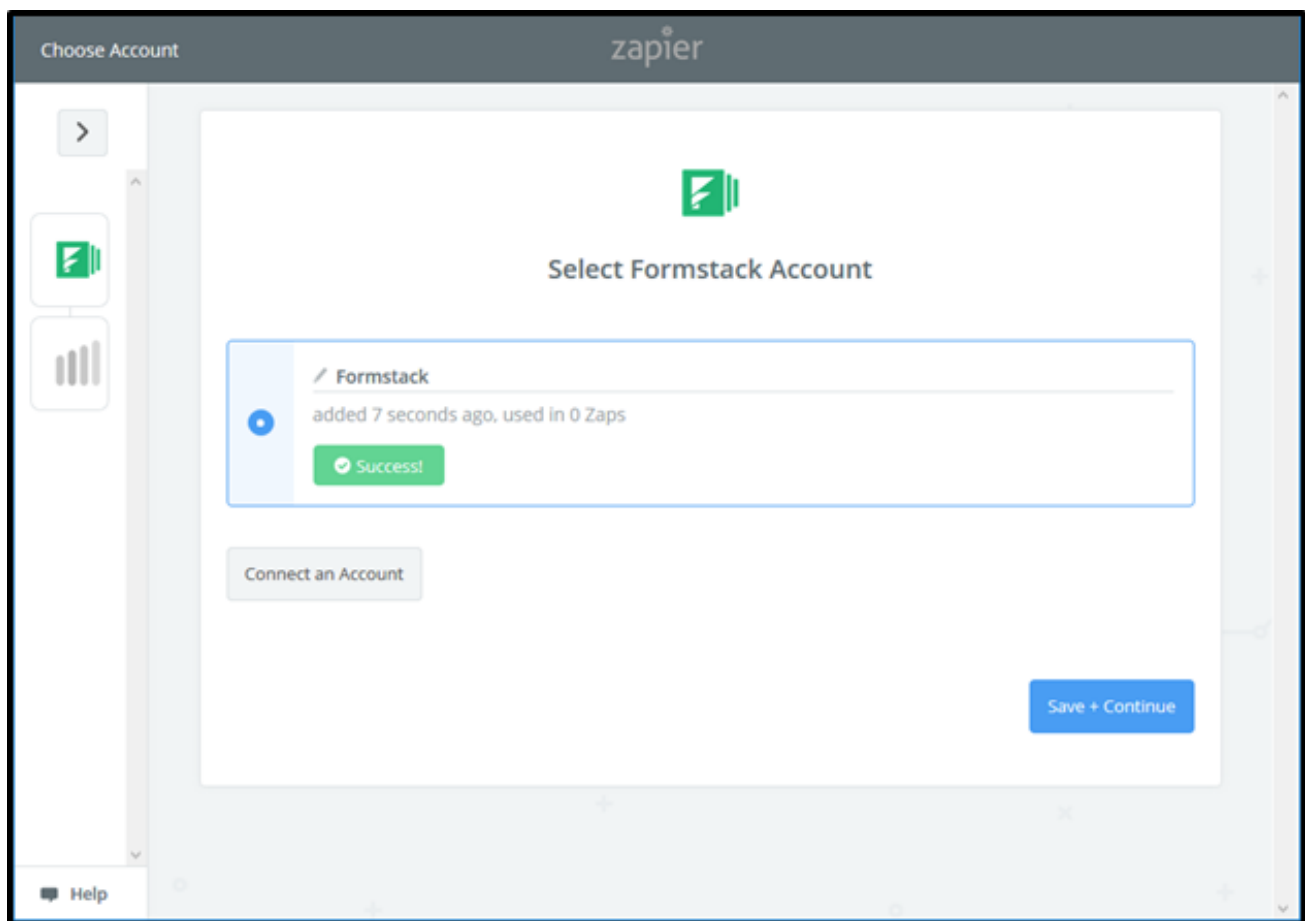 Choose Account
zapier
Select Formstack Account
Formstack
added 7 seconds ago, used in 0 Zaps
Success!
Connect an Account
Save + Continue
Help